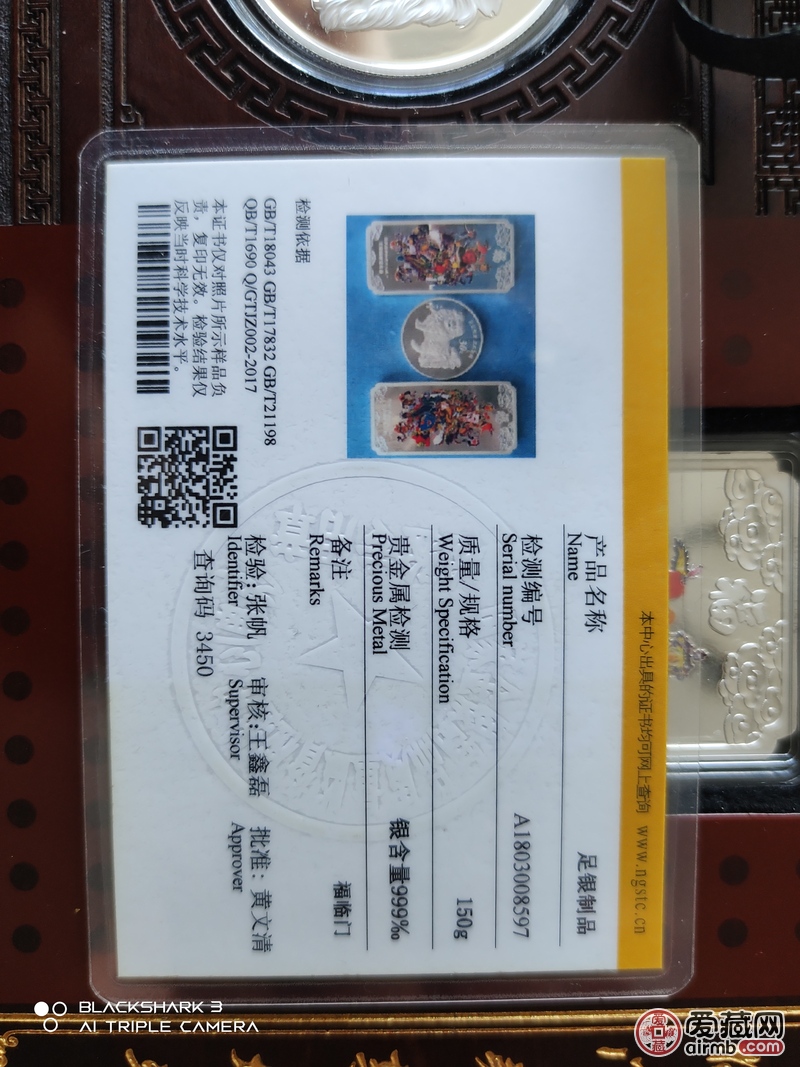 本中心出具的证书均可网上查询 www.ngstc.cn
产品名称 足银制品
Name
检测编号 A1803008597
Serial number
质量/规格 150g
Weight Specification
贵金属检测 银含量999‰
Precious Metal
备注 福临门
Remarks
检验:张帆 审核:王鑫磊 批准:黄文清
Identifier Supervisor Approver
查询码 3450
检测依据
GB/T18043 GB/T17832 GB/T21198
QB/T1690 Q/GTJZ002-2017
本证书仅对照片所示样品负
责,复印无效。检验结果仅
反映当时科学技术水平。
福
BLACKSHARK 3
AI TRIPLE CAMERA
爱藏网
airmb.com